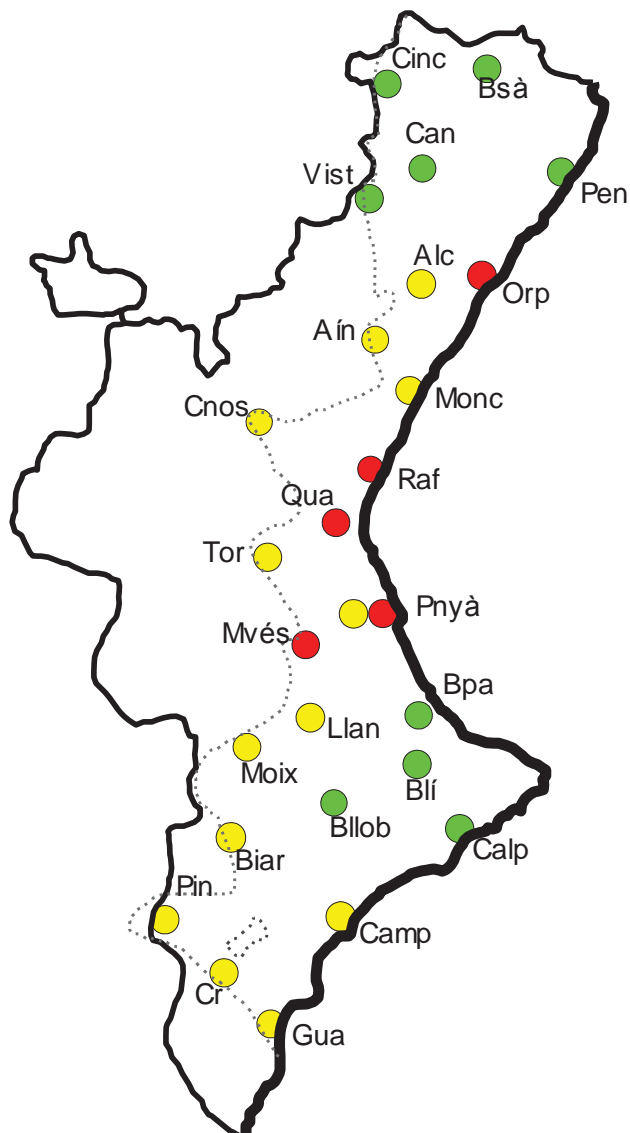 Cinc
Bsà
Can
Vist
Pen
Alc
Orp
Aín
Monc
Cnos
Raf
Qua
Tor
Pnyà
Mvés
Bpa
Llan
Moix
Blí
Bllob
Calp
Biar
Pin
Camp
Cr
Gua